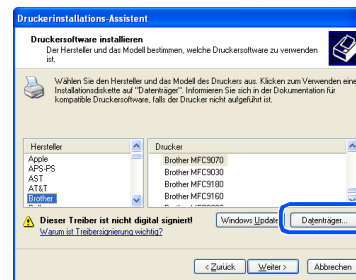 Druckerinstallations-Assistent
Druckersoftware installieren
Der Hersteller und das Modell bestimmen, welche Druckersoftware zu verwenden
ist.
Wählen Sie den Hersteller und das Modell des Druckers aus. Klicken zum Verwenden eine
Installationsdiskette auf "Datenträger". Informieren Sie sich in der Dokumentation für
kompatible Druckersoftware, falls der Drucker nicht aufgeführt ist.
Hersteller
Apple
APS-PS
AST
AT&T
Brother
Drucker
Brother MFC9070
Brother MFC9030
Brother MFC9180
Brother MFC9160
Dieser Treiber ist nicht digital signiert!
Warum ist Treibersignierung wichtig?
Windows Update
Datenträger...
< Zurück
Weiter >
Abbrechen